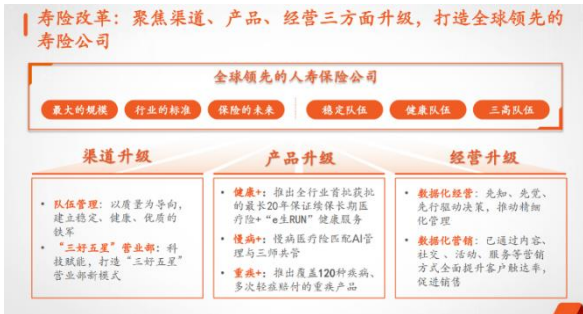 寿险改革：聚焦渠道、产品、经营三方面升级，打造全球领先的
寿险公司
全球领先的人寿保险公司
最大的规模 行业的标准 保险的未来 稳定队伍 健康队伍 三高队伍
渠道升级
• 队伍管理：以质量为导向，
建立稳定、健康、优质的
铁军
• “三好五星”营业部：科
技赋能，打造“三好五星”
营业部新模式
产品升级
• 健康+：推出全行业首批获批
的最长20年保证续保长期医
疗险+“e生RUN”健康服务
• 慢病+：慢病医疗险匹配AI管
理与三师共管
• 重疾+：推出覆盖120种疾病、
多次轻症赔付的重疾产品
经营升级
• 数据化经营：先知、先觉、
先行驱动决策，推动精细
化管理
• 数据化营销：已通过内容、
社交、活动、服务等营销
方式全面提升客户触达率，
促进销售